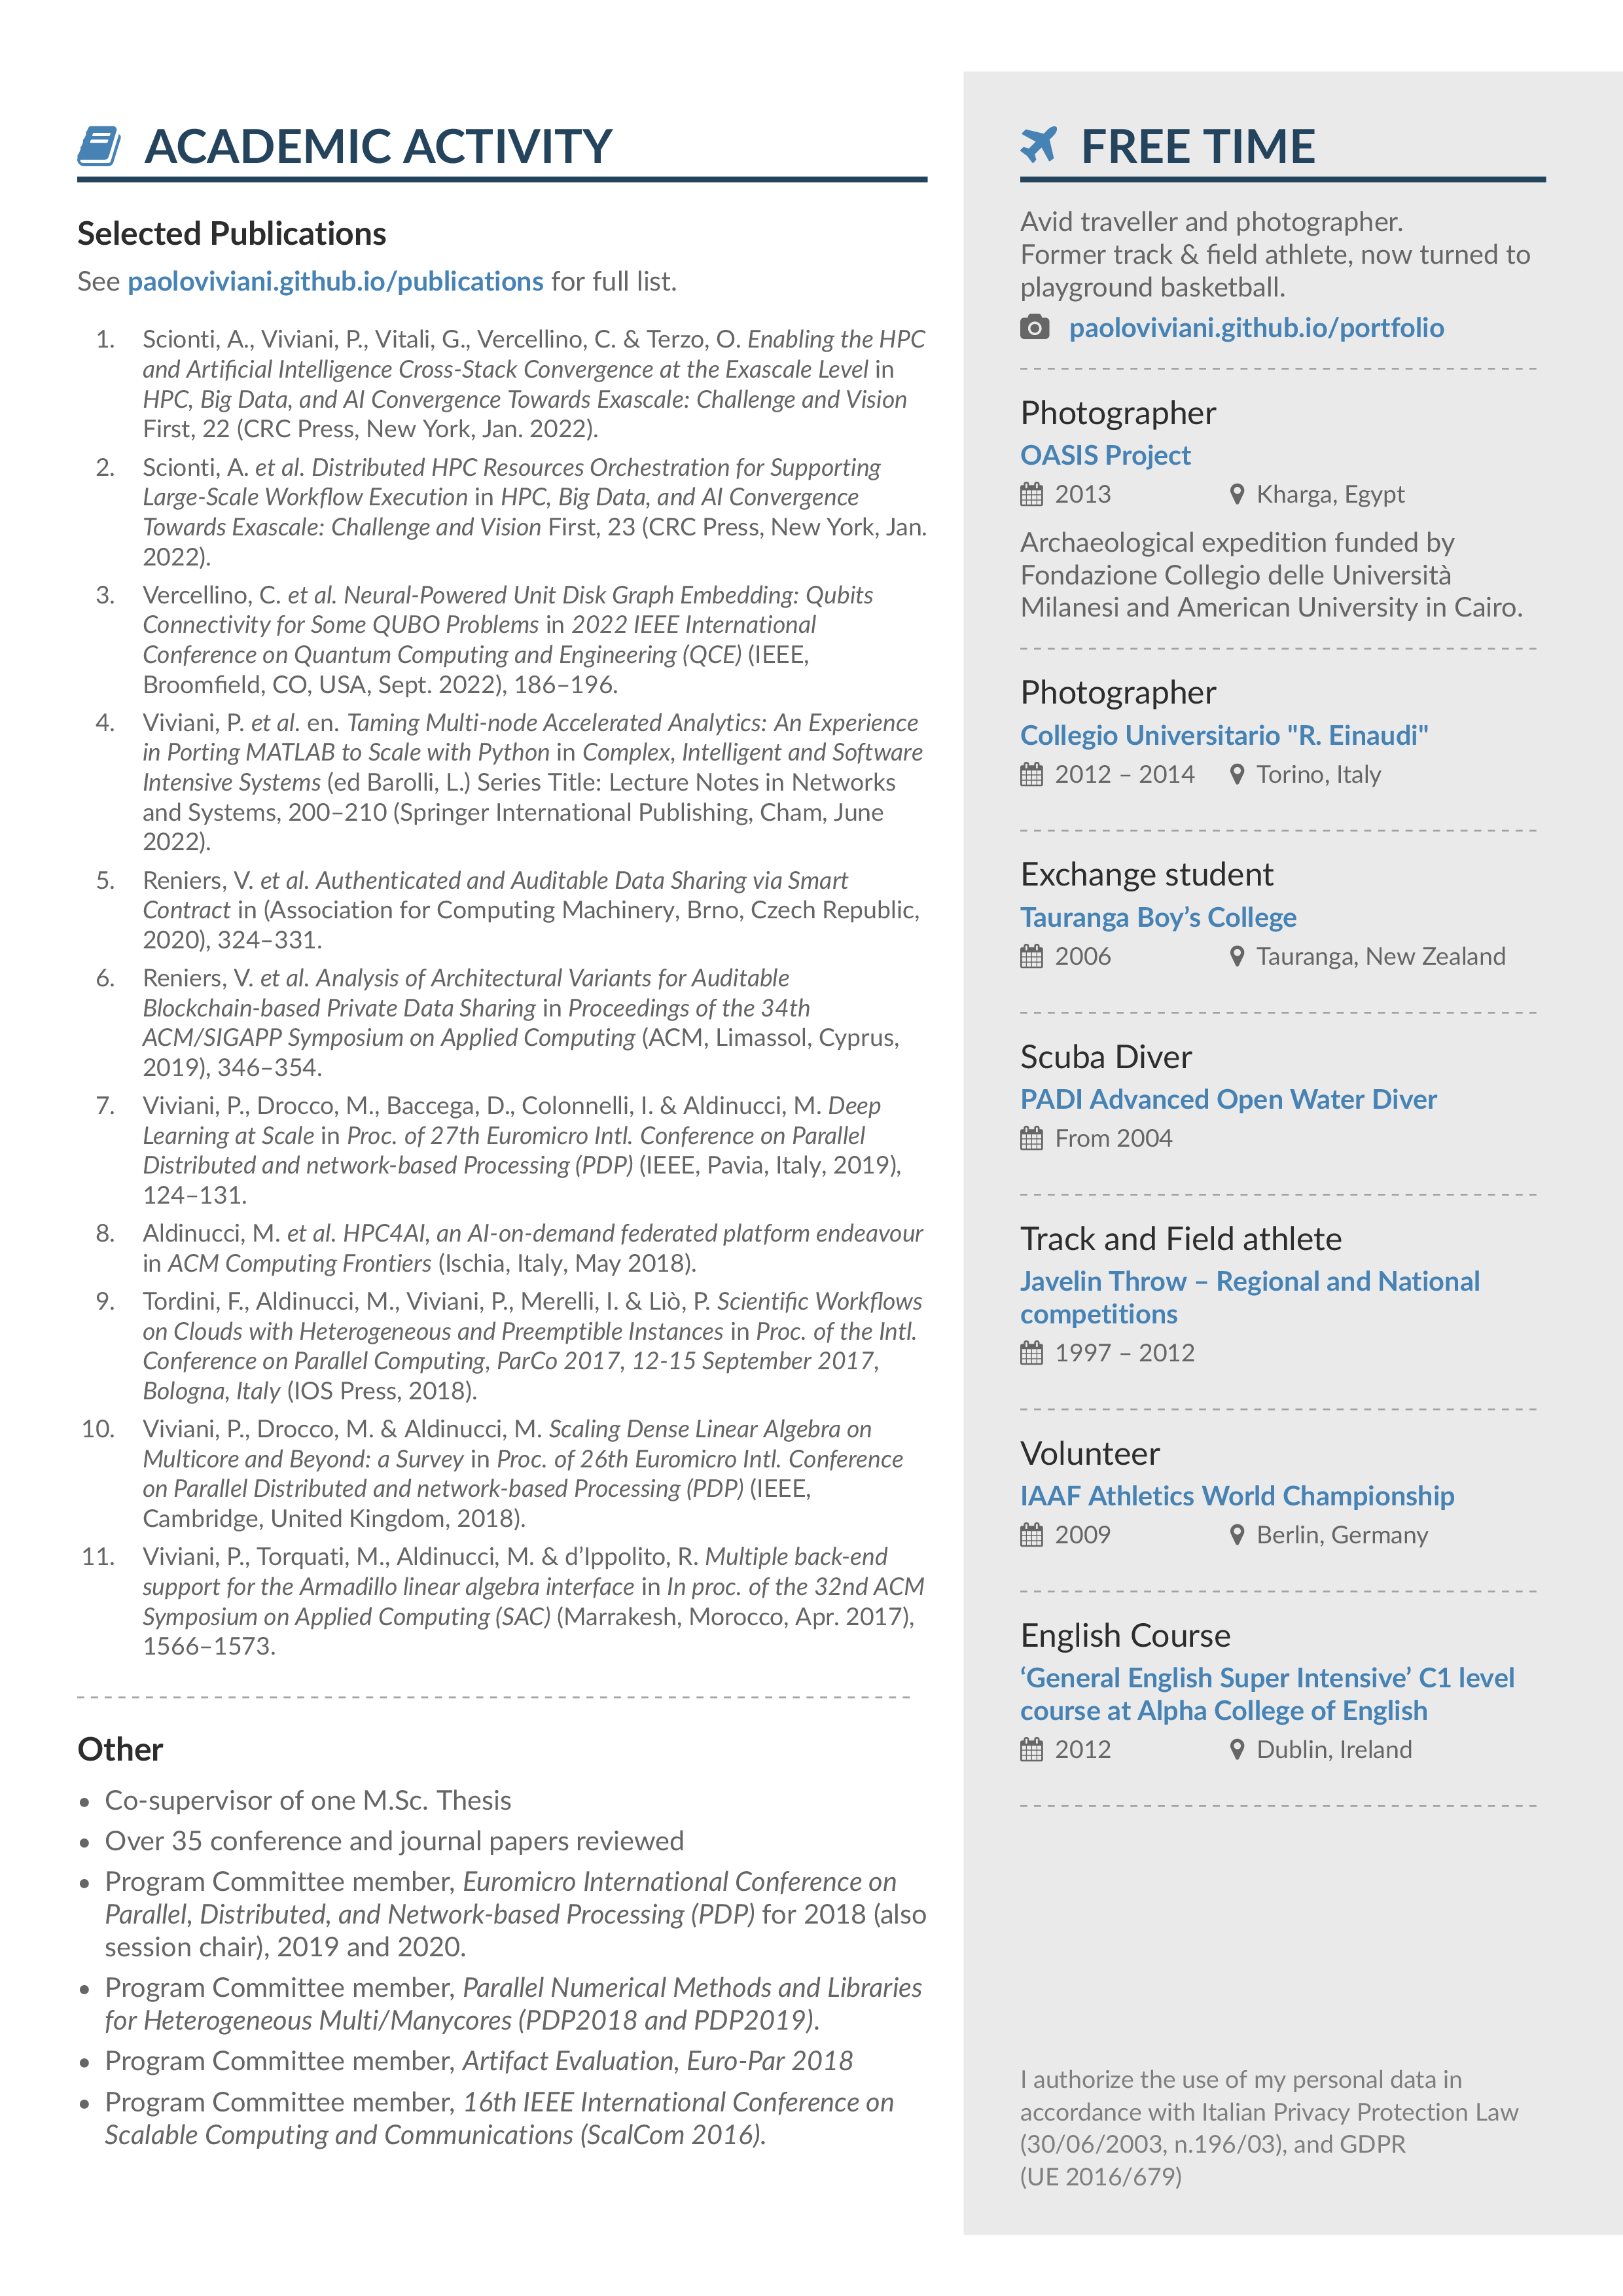 ACADEMIC ACTIVITY
Selected Publications
See paoloviviani.github.io/publications for full list.
1. Scionti, A., Viviani, P., Vitali, G., Vercellino, C. & Terzo, O. Enabling the HPC
and Artificial Intelligence Cross-Stack Convergence at the Exascale Level in
HPC, Big Data, and AI Convergence Towards Exascale: Challenge and Vision
First, 22 (CRC Press, New York, Jan. 2022).
2. Scionti, A. et al. Distributed HPC Resources Orchestration for Supporting
Large-Scale Workflow Execution in HPC, Big Data, and AI Convergence
Towards Exascale: Challenge and Vision First, 23 (CRC Press, New York, Jan.
2022).
3. Vercellino, C. et al. Neural-Powered Unit Disk Graph Embedding: Qubits
Connectivity for Some QUBO Problems in 2022 IEEE International
Conference on Quantum Computing and Engineering (QCE) (IEEE,
Broomfield, CO, USA, Sept. 2022), 186–196.
4. Viviani, P. et al. en. Taming Multi-node Accelerated Analytics: An Experience
in Porting MATLAB to Scale with Python in Complex, Intelligent and Software
Intensive Systems (ed Barolli, L.) Series Title: Lecture Notes in Networks
and Systems, 200–210 (Springer International Publishing, Cham, June
2022).
5. Reniers, V. et al. Authenticated and Auditable Data Sharing via Smart
Contract in (Association for Computing Machinery, Brno, Czech Republic,
2020), 324–331.
6. Reniers, V. et al. Analysis of Architectural Variants for Auditable
Blockchain-based Private Data Sharing in Proceedings of the 34th
ACM/SIGAPP Symposium on Applied Computing (ACM, Limassol, Cyprus,
2019), 346–354.
7. Viviani, P., Drocco, M., Baccega, D., Colonnelli, I. & Aldinucci, M. Deep
Learning at Scale in Proc. of 27th Euromicro Intl. Conference on Parallel
Distributed and network-based Processing (PDP) (IEEE, Pavia, Italy, 2019),
124–131.
8. Aldinucci, M. et al. HPC4AI, an AI-on-demand federated platform endeavour
in ACM Computing Frontiers (Ischia, Italy, May 2018).
9. Tordini, F., Aldinucci, M., Viviani, P., Merelli, I. & Liò, P. Scientific Workflows
on Clouds with Heterogeneous and Preemptible Instances in Proc. of the Intl.
Conference on Parallel Computing, ParCo 2017, 12-15 September 2017,
Bologna, Italy (IOS Press, 2018).
10. Viviani, P., Drocco, M. & Aldinucci, M. Scaling Dense Linear Algebra on
Multicore and Beyond: a Survey in Proc. of 26th Euromicro Intl. Conference
on Parallel Distributed and network-based Processing (PDP) (IEEE,
Cambridge, United Kingdom, 2018).
11. Viviani, P., Torquati, M., Aldinucci, M. & d’Ippolito, R. Multiple back-end
support for the Armadillo linear algebra interface in In proc. of the 32nd ACM
Symposium on Applied Computing (SAC) (Marrakesh, Morocco, Apr. 2017),
1566–1573.
Other
• Co-supervisor of one M.Sc. Thesis
• Over 35 conference and journal papers reviewed
• Program Committee member, Euromicro International Conference on
Parallel, Distributed, and Network-based Processing (PDP) for 2018 (also
session chair), 2019 and 2020.
• Program Committee member, Parallel Numerical Methods and Libraries
for Heterogeneous Multi/Manycores (PDP2018 and PDP2019).
• Program Committee member, Artifact Evaluation, Euro-Par 2018
• Program Committee member, 16th IEEE International Conference on
Scalable Computing and Communications (ScalCom 2016).
FREE TIME
Avid traveller and photographer.
Former track & field athlete, now turned to
playground basketball.
paoloviviani.github.io/portfolio
Photographer
OASIS Project
2013 Kharga, Egypt
Archaeological expedition funded by
Fondazione Collegio delle Università
Milanesi and American University in Cairo.
Photographer
Collegio Universitario "R. Einaudi"
2012 – 2014 Torino, Italy
Exchange student
Tauranga Boy’s College
2006 Tauranga, New Zealand
Scuba Diver
PADI Advanced Open Water Diver
From 2004
Track and Field athlete
Javelin Throw – Regional and National
competitions
1997 – 2012
Volunteer
IAAF Athletics World Championship
2009 Berlin, Germany
English Course
‘General English Super Intensive’ C1 level
course at Alpha College of English
2012 Dublin, Ireland
I authorize the use of my personal data in
accordance with Italian Privacy Protection Law
(30/06/2003, n.196/03), and GDPR
(UE 2016/679)